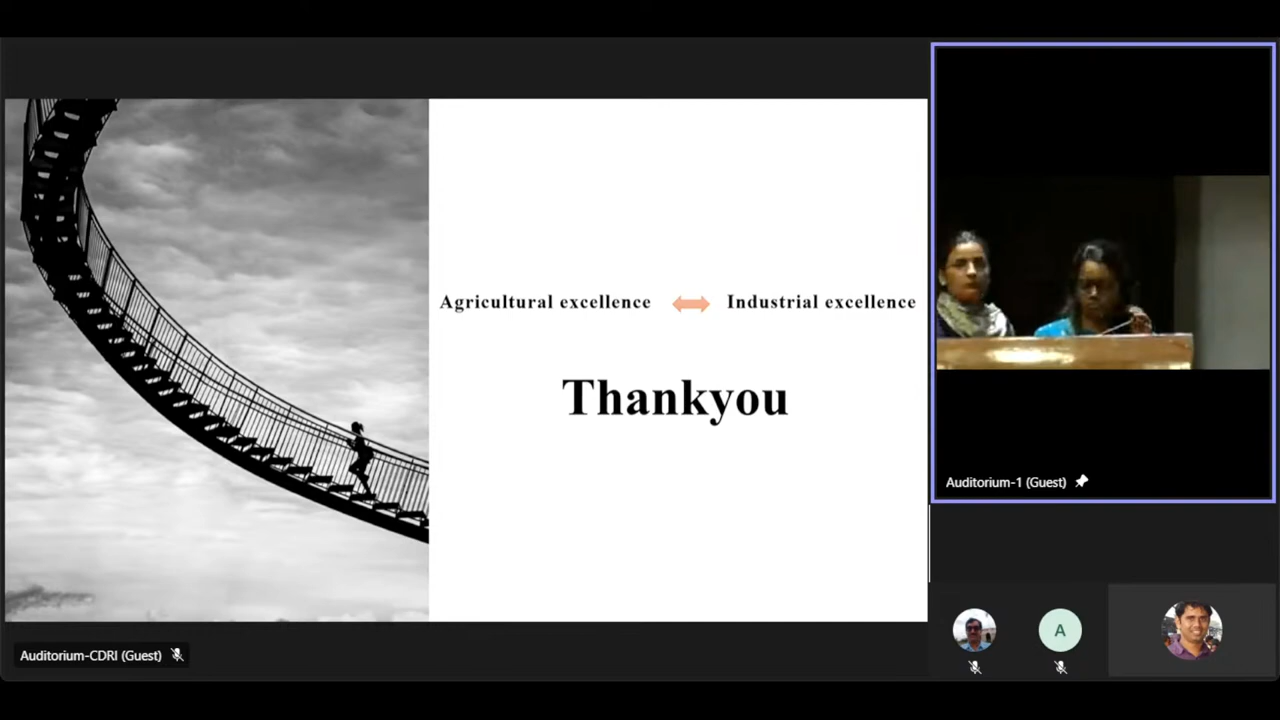 Agricultural excellence Industrial excellence
Thankyou
Auditorium-1 (Guest)
A
Auditorium-CDRI (Guest)